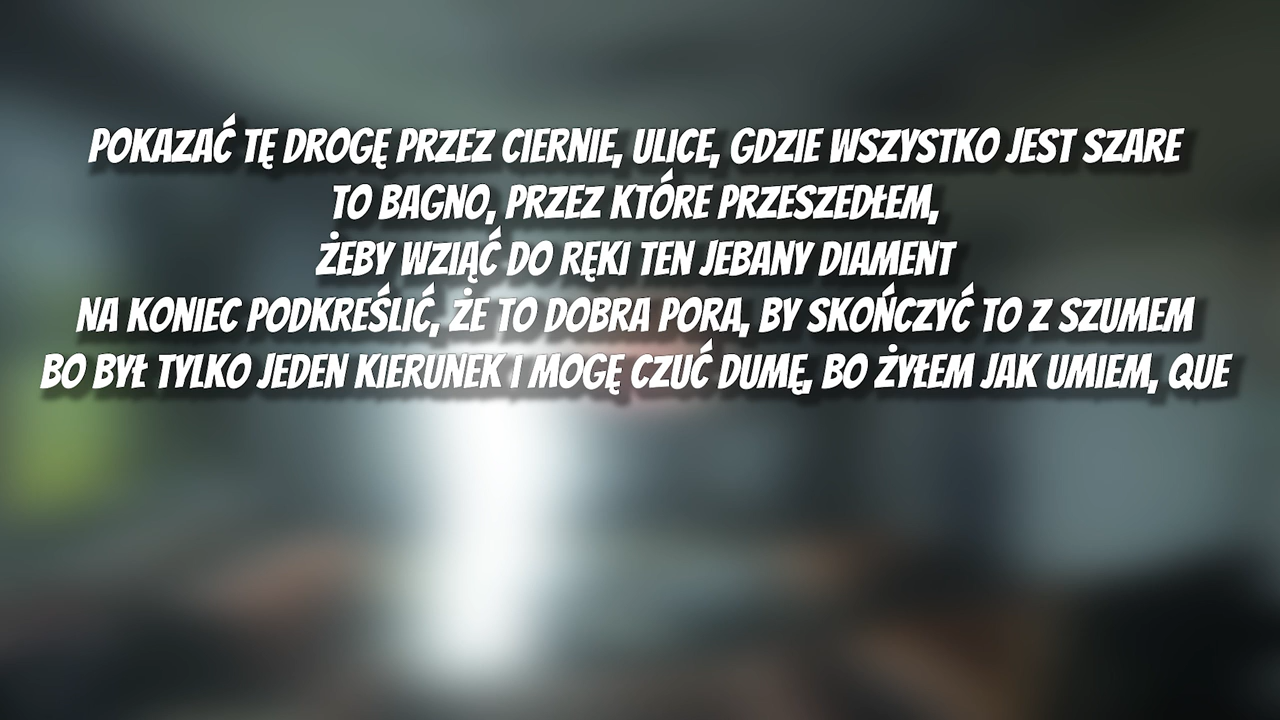 POKAZAĆ TĘ DROGĘ PRZEZ CIERNIE, ULICE, GDZIE WSZYSTKO JEST SZARE
TO BAGNO, PRZEZ KTÓRE PRZESZEDŁEM,
ŻEBY WZIĄĆ DO RĘKI TEN JEBANY DIAMENT
NA KONIEC PODKREŚLIĆ, ŻE TO DOBRA PORA, BY SKOŃCZYĆ TO Z SZUMEM
BO BYŁ TYLKO JEDEN KIERUNEK I MOGĘ CZUĆ DUMĘ, BO ŻYŁEM JAK UMIEM, QUE